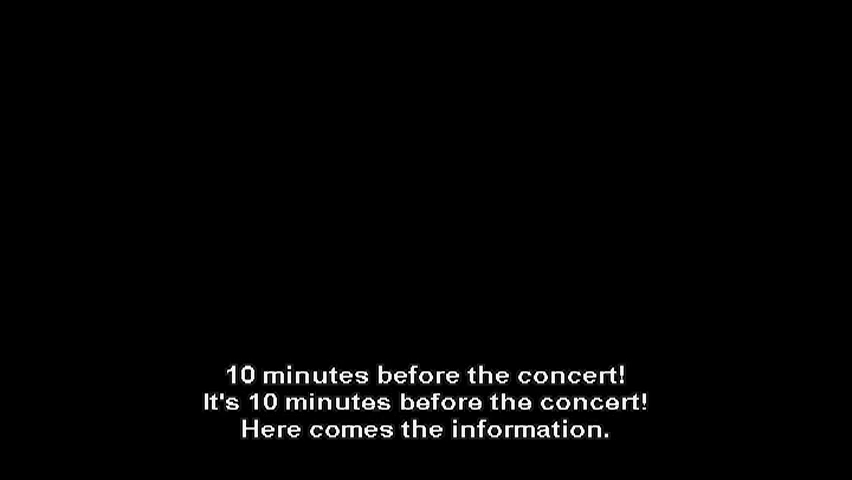 10 minutes before the concert!
It's 10 minutes before the concert!
Here comes the information.